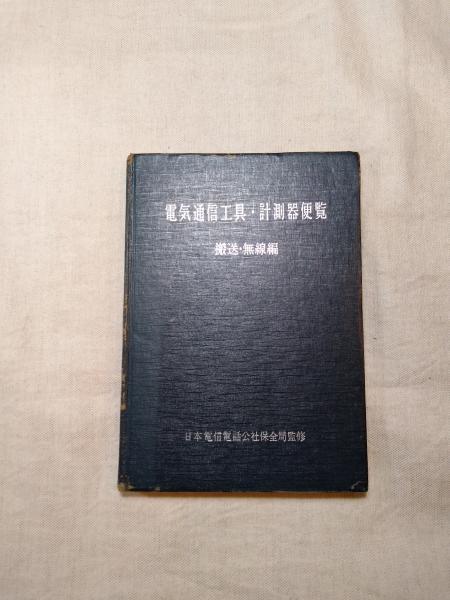 電気通信工具・計測器便覧
搬送・無線編
日本電信電話公社保全局監修